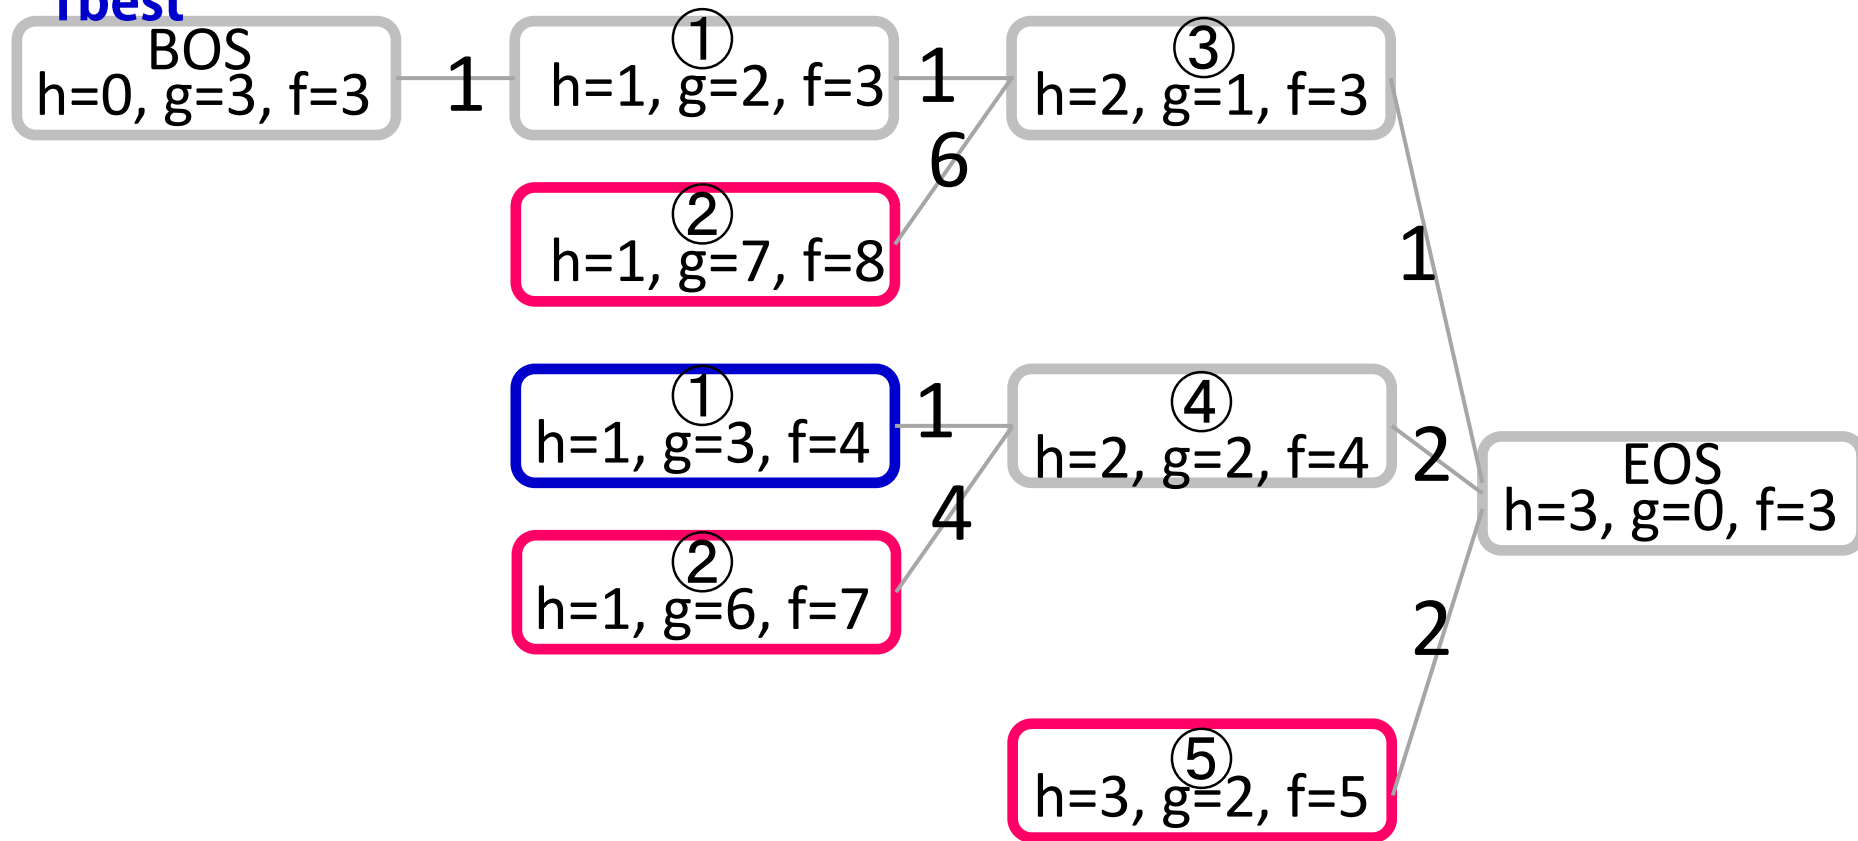 BOS
h=0, g=3, f=3
1
①
h=1, g=2, f=3
1
③
h=2, g=1, f=3
6
②
h=1, g=7, f=8
1
①
h=1, g=3, f=4
1
④
h=2, g=2, f=4
2
EOS
h=3, g=0, f=3
4
②
h=1, g=6, f=7
2
⑤
h=3, g=2, f=5